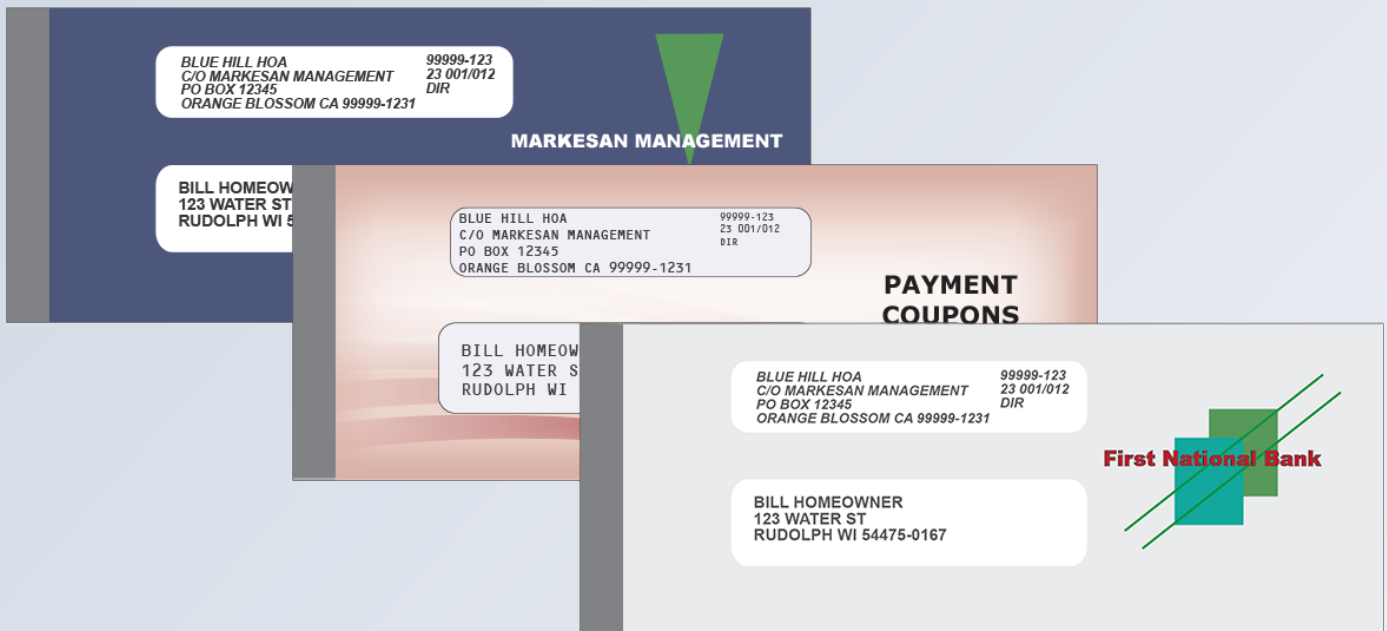 BLUE HILL HOA 99999-123
C/O MARKESAN MANAGEMENT 23 001/012
PO BOX 12345 DIR
ORANGE BLOSSOM CA 99999-1231
MARKESAN MANAGEMENT
BILL HOMEOW
123 WATER ST
RUDOLPH WI 5
BLUE HILL HOA 99999-123
C/O MARKESAN MANAGEMENT 23 001/012
PO BOX 12345 DIR
ORANGE BLOSSOM CA 99999-1231
PAYMENT
COUPONS
BILL HOMEOW
123 WATER S
RUDOLPH WI
BLUE HILL HOA 99999-123
C/O MARKESAN MANAGEMENT 23 001/012
PO BOX 12345 DIR
ORANGE BLOSSOM CA 99999-1231
First National Bank
BILL HOMEOWNER
123 WATER ST
RUDOLPH WI 54475-0167